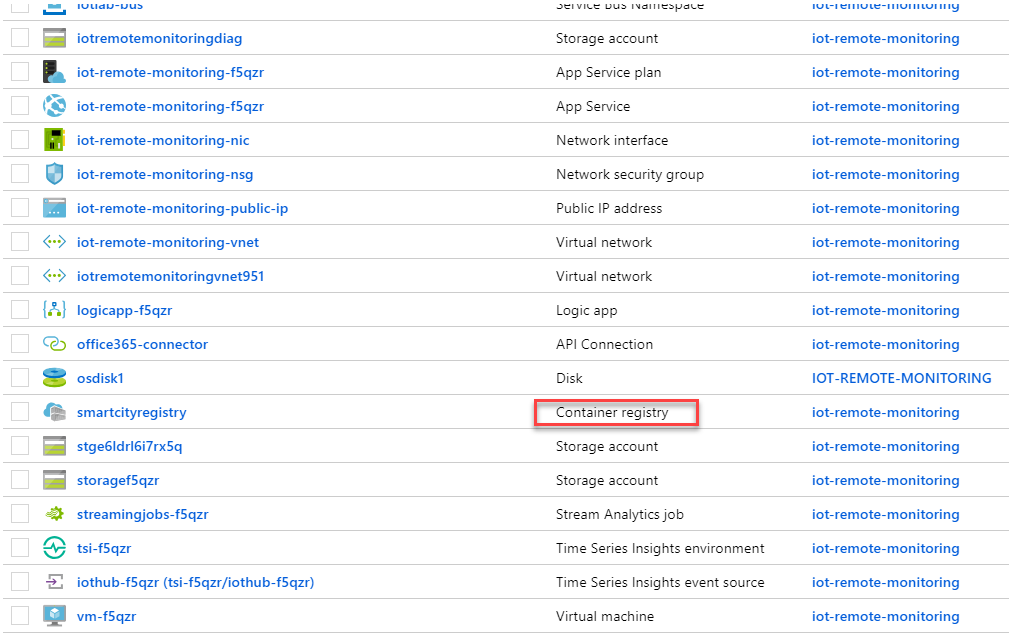 iotlab-bus Service Bus Namespace iot-remote-monitoring
iotremotemonitoringdiag Storage account iot-remote-monitoring
iot-remote-monitoring-f5qzr App Service plan iot-remote-monitoring
iot-remote-monitoring-f5qzr App Service iot-remote-monitoring
iot-remote-monitoring-nic Network interface iot-remote-monitoring
iot-remote-monitoring-nsg Network security group iot-remote-monitoring
iot-remote-monitoring-public-ip Public IP address iot-remote-monitoring
iot-remote-monitoring-vnet Virtual network iot-remote-monitoring
iotremotemonitoringvnet951 Virtual network iot-remote-monitoring
logicapp-f5qzr Logic app iot-remote-monitoring
office365-connector API Connection iot-remote-monitoring
osdisk1 Disk IOT-REMOTE-MONITORING
smartcityregistry Container registry iot-remote-monitoring
stge6ldrl6i7rx5q Storage account iot-remote-monitoring
storagef5qzr Storage account iot-remote-monitoring
streamingjobs-f5qzr Stream Analytics job iot-remote-monitoring
tsi-f5qzr Time Series Insights environment iot-remote-monitoring
iothub-f5qzr (tsi-f5qzr/iothub-f5qzr) Time Series Insights event source iot-remote-monitoring
vm-f5qzr Virtual machine iot-remote-monitoring